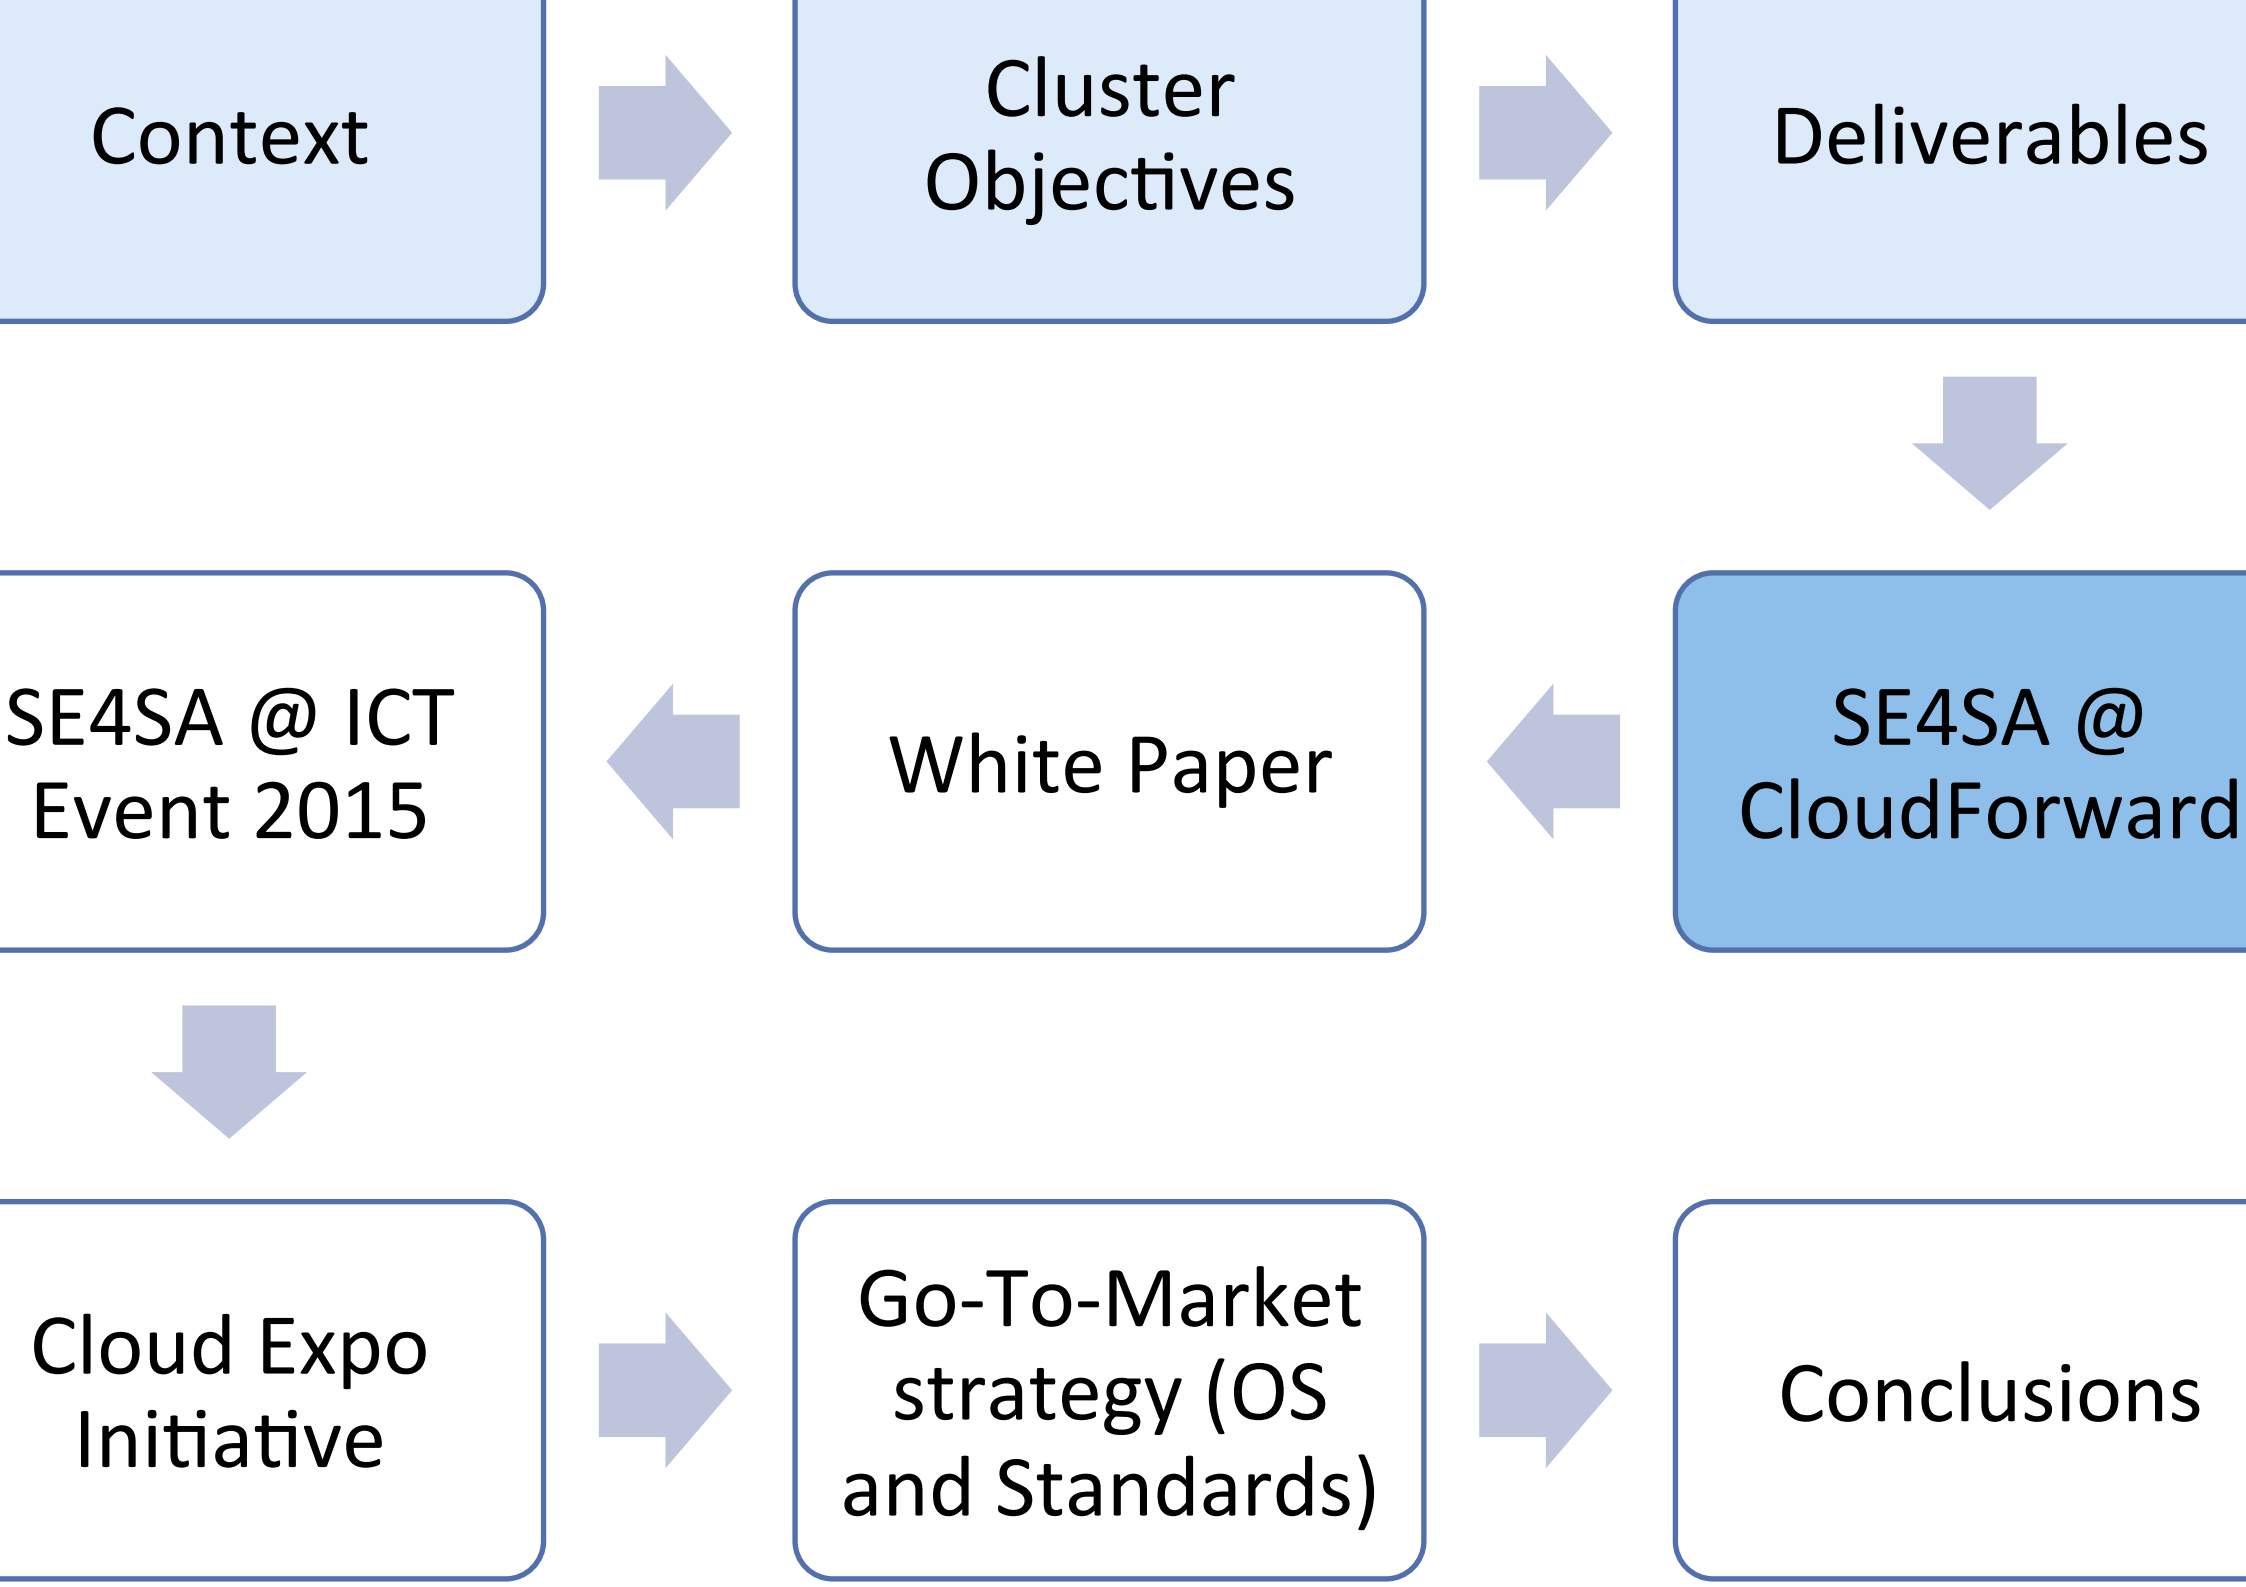 Context
Cluster
Objectives
Deliverables
SE4SA @ ICT
Event 2015
White Paper
SE4SA @
CloudForward
Cloud Expo
Initiative
Go-To-Market
strategy (OS
and Standards)
Conclusions